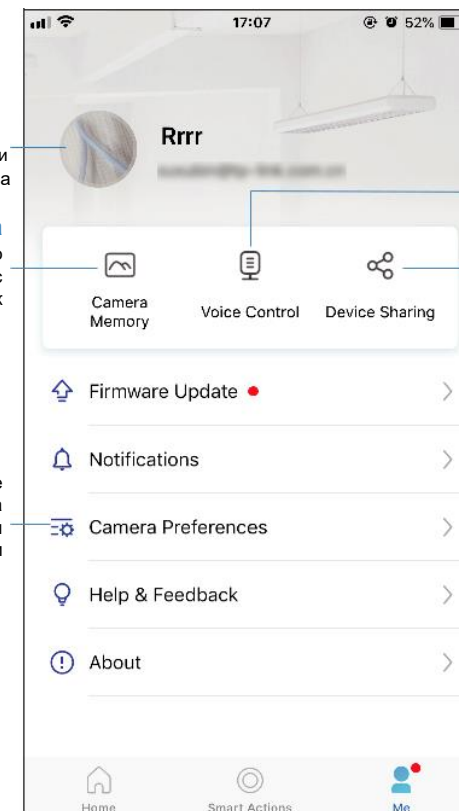 17:07
52%
Rrrr
и
а
а
о
с
к
Camera
Memory
Voice Control
Device Sharing
Firmware Update
Notifications
е
а
Camera Preferences
Help & Feedback
About
Home
Smart Actions
Me